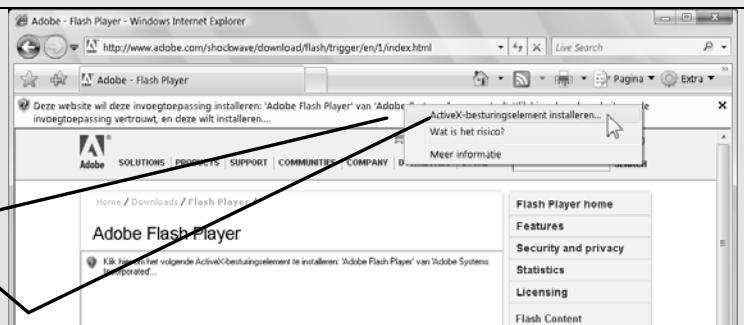 Adobe - Flash Player - Windows Internet Explorer
http://www.adobe.com/shockwave/download/flash/trigger/en/1/index.html
Live Search
Adobe - Flash Player
Pagina
Extra
Deze website wil deze invoegtoepassing installeren: 'Adobe Flash Player' van 'Adobe
invoegtoepassing vertrouwt, en deze wilt installeren....
ActiveX-besturingselement installeren...
Wat is het risico?
Meer informatie
Adobe
SOLUTIONS | PRODUCTS | SUPPORT | COMMUNITIES | COMPANY |
Home / Downloads / Flash Player /
Adobe Flash Player
Klik hier om het volgende ActiveX-besturingselement te installeren: 'Adobe Flash Player' van 'Adobe Systems
Incorporated'...
Flash Player home
Features
Security and privacy
Statistics
Licensing
Flash Content